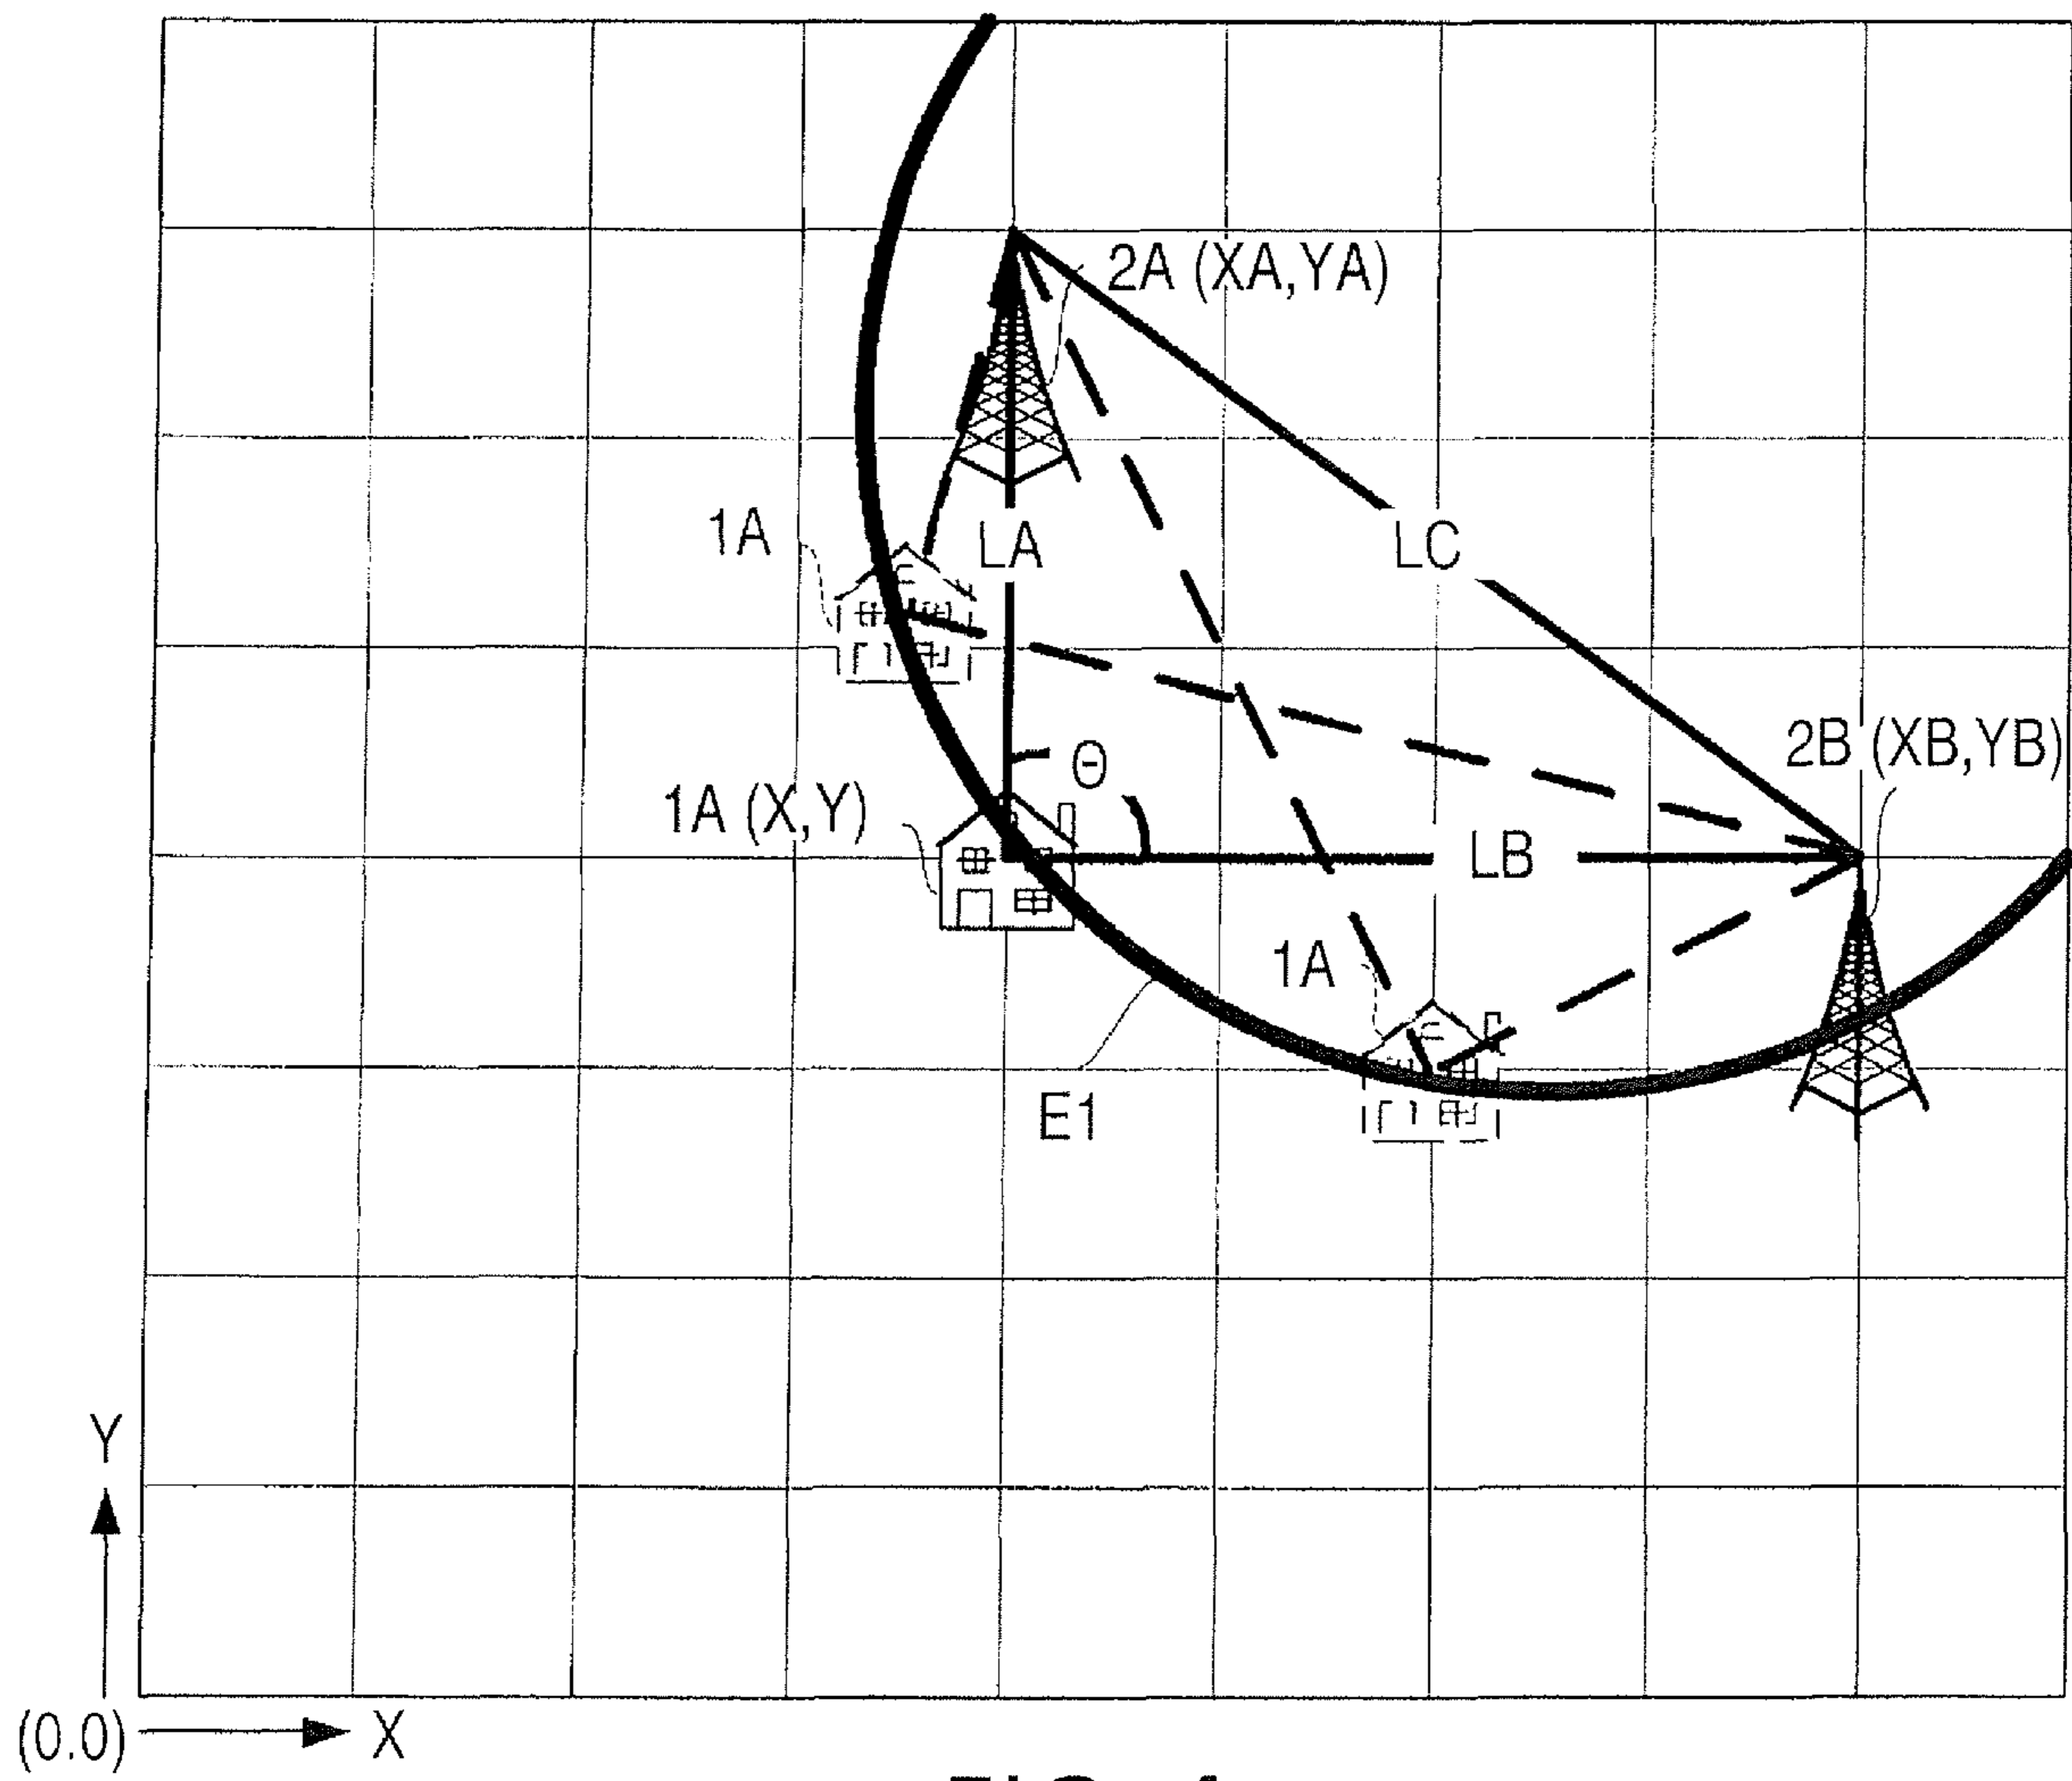 2A (XA,YA)
1A
LA
LC
2B (XB,YB)
Θ
1A (X,Y)
LB
1A
E1
Y
(0.0)
X